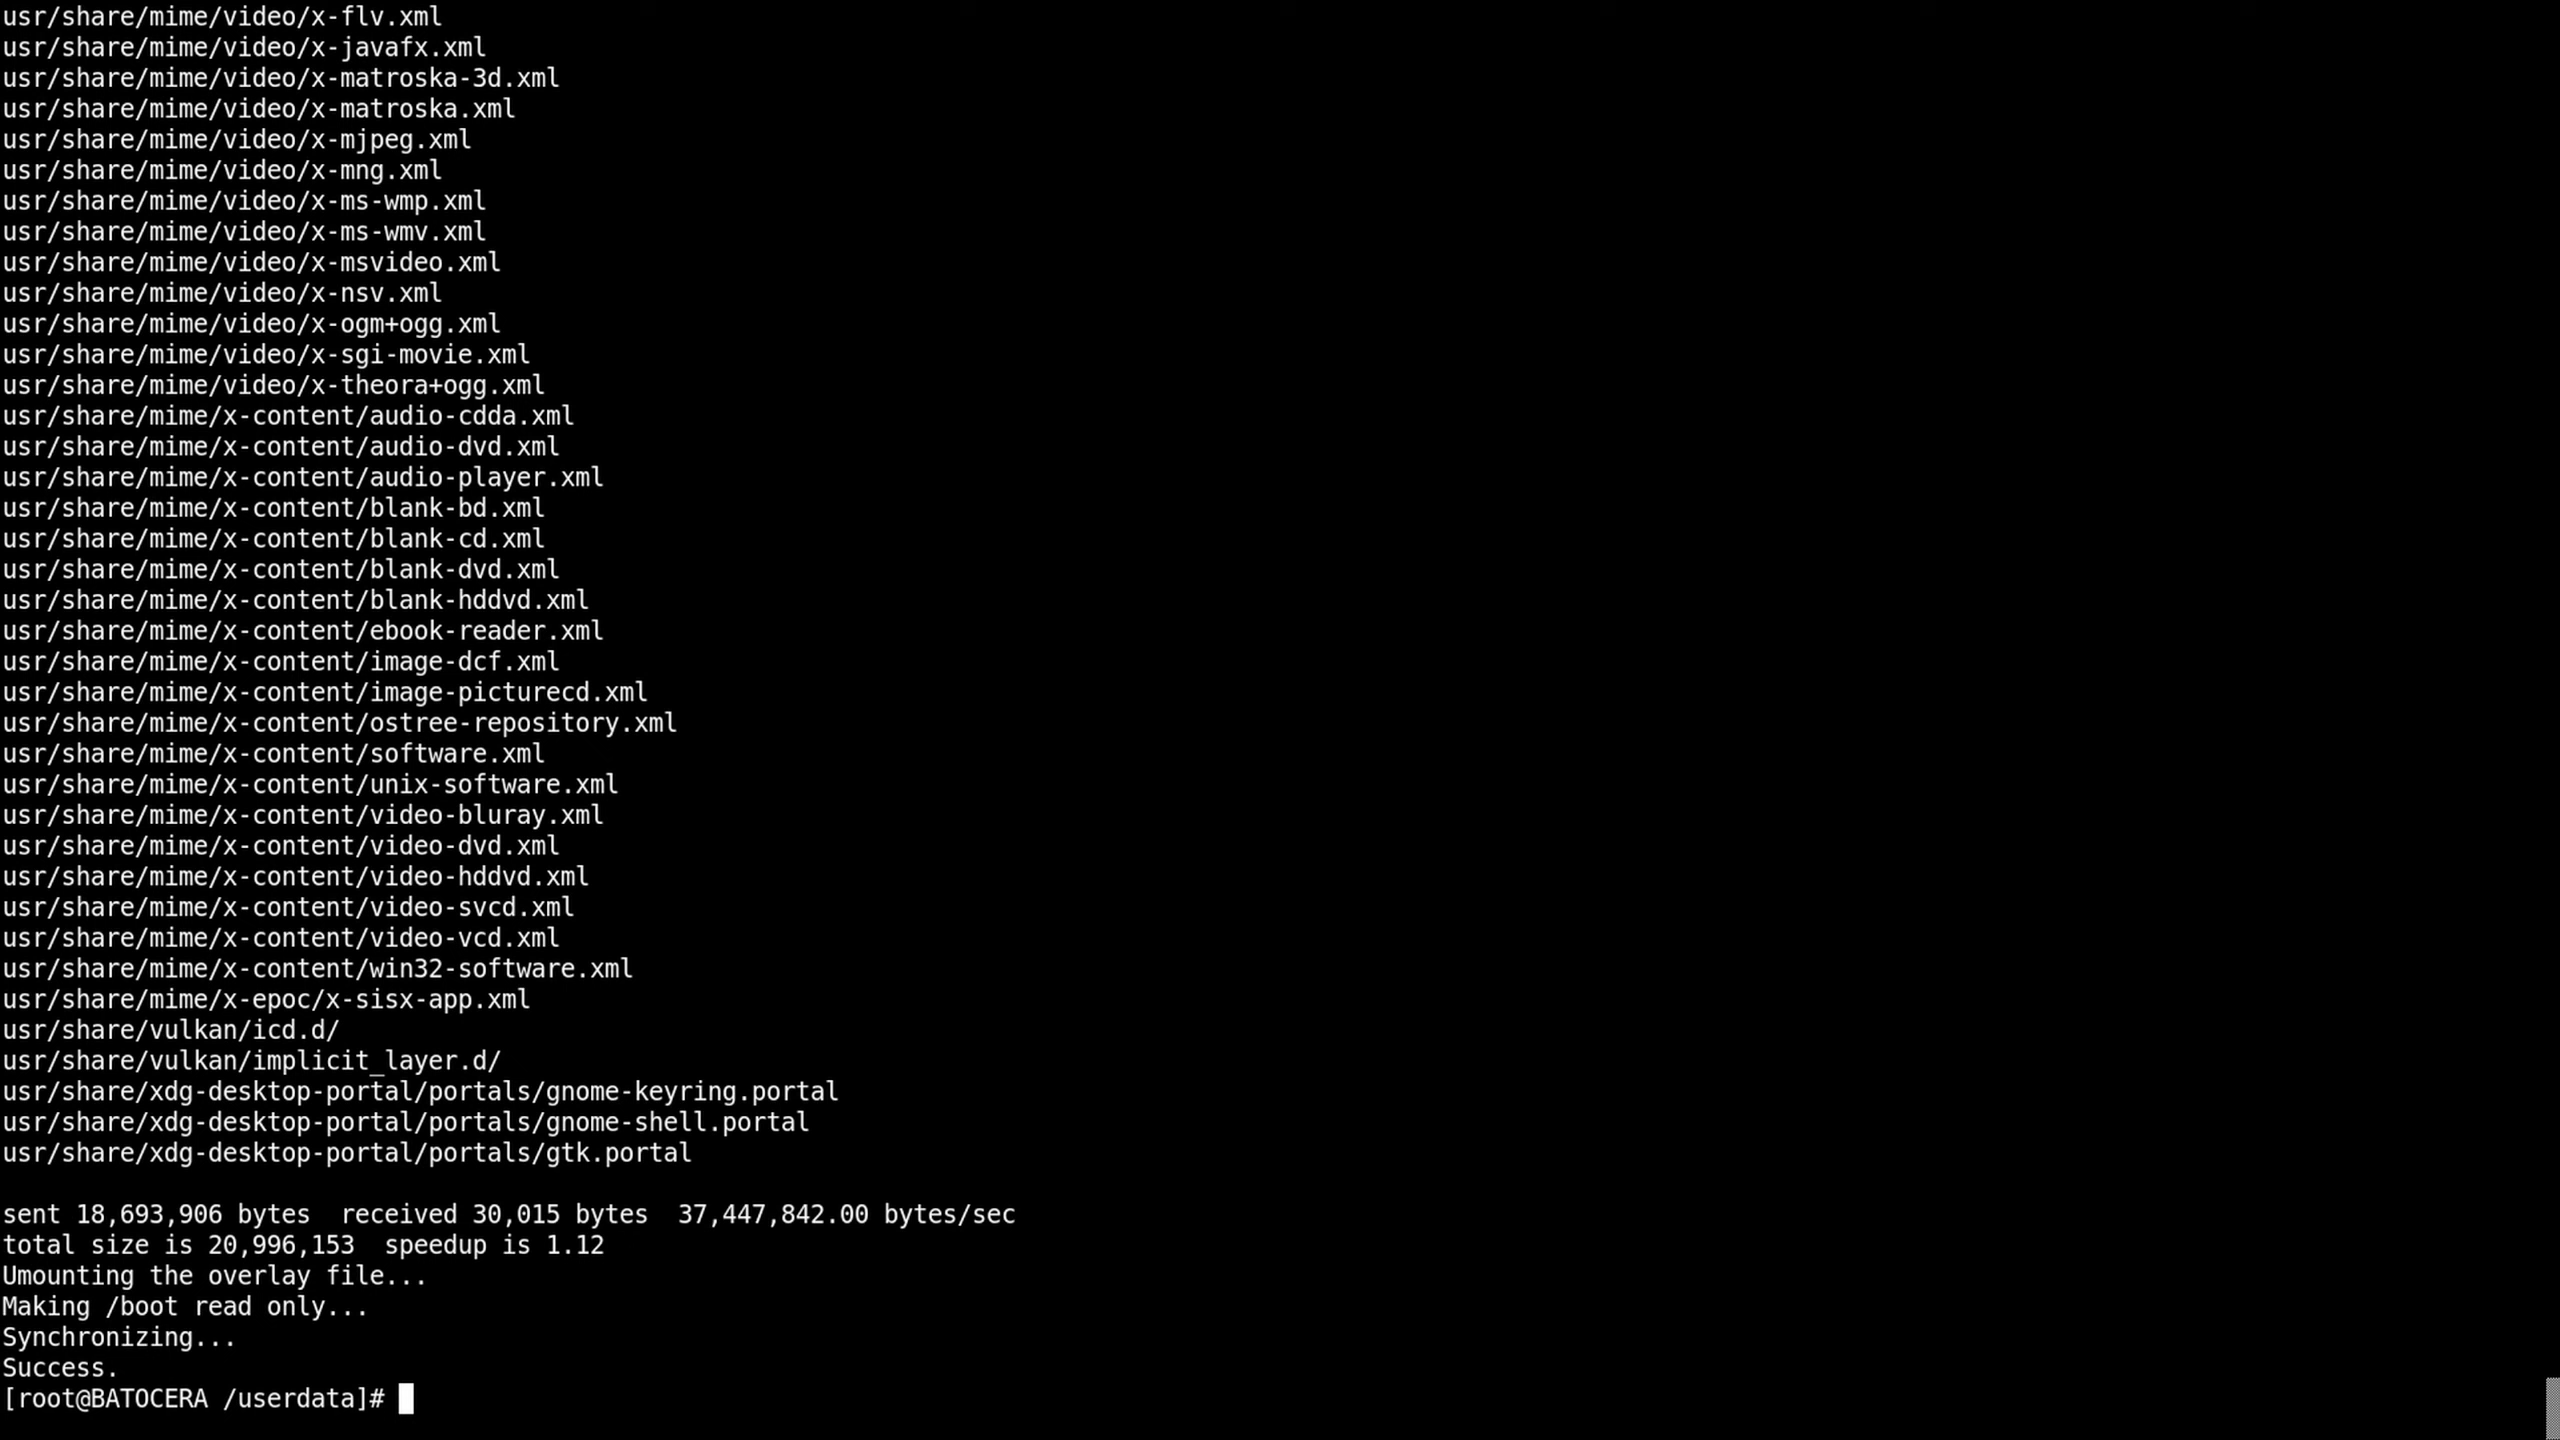 usr/share/mime/video/x-flv.xml
usr/share/mime/video/x-javafx.xml
usr/share/mime/video/x-matroska-3d.xml
usr/share/mime/video/x-matroska.xml
usr/share/mime/video/x-mjpeg.xml
usr/share/mime/video/x-mng.xml
usr/share/mime/video/x-ms-wmp.xml
usr/share/mime/video/x-ms-wmv.xml
usr/share/mime/video/x-msvideo.xml
usr/share/mime/video/x-nsv.xml
usr/share/mime/video/x-ogm+ogg.xml
usr/share/mime/video/x-sgi-movie.xml
usr/share/mime/video/x-theora+ogg.xml
usr/share/mime/x-content/audio-cdda.xml
usr/share/mime/x-content/audio-dvd.xml
usr/share/mime/x-content/audio-player.xml
usr/share/mime/x-content/blank-bd.xml
usr/share/mime/x-content/blank-cd.xml
usr/share/mime/x-content/blank-dvd.xml
usr/share/mime/x-content/blank-hddvd.xml
usr/share/mime/x-content/ebook-reader.xml
usr/share/mime/x-content/image-dcf.xml
usr/share/mime/x-content/image-picturecd.xml
usr/share/mime/x-content/ostree-repository.xml
usr/share/mime/x-content/software.xml
usr/share/mime/x-content/unix-software.xml
usr/share/mime/x-content/video-bluray.xml
usr/share/mime/x-content/video-dvd.xml
usr/share/mime/x-content/video-hddvd.xml
usr/share/mime/x-content/video-svcd.xml
usr/share/mime/x-content/video-vcd.xml
usr/share/mime/x-content/win32-software.xml
usr/share/mime/x-epoc/x-sisx-app.xml
usr/share/vulkan/icd.d/
usr/share/vulkan/implicit_layer.d/
usr/share/xdg-desktop-portal/portals/gnome-keyring.portal
usr/share/xdg-desktop-portal/portals/gnome-shell.portal
usr/share/xdg-desktop-portal/portals/gtk.portal

sent 18,693,906 bytes  received 30,015 bytes  37,447,842.00 bytes/sec
total size is 20,996,153  speedup is 1.12
Umounting the overlay file...
Making /boot read only...
Synchronizing...
Success.
[root@BATOCERA /userdata]#